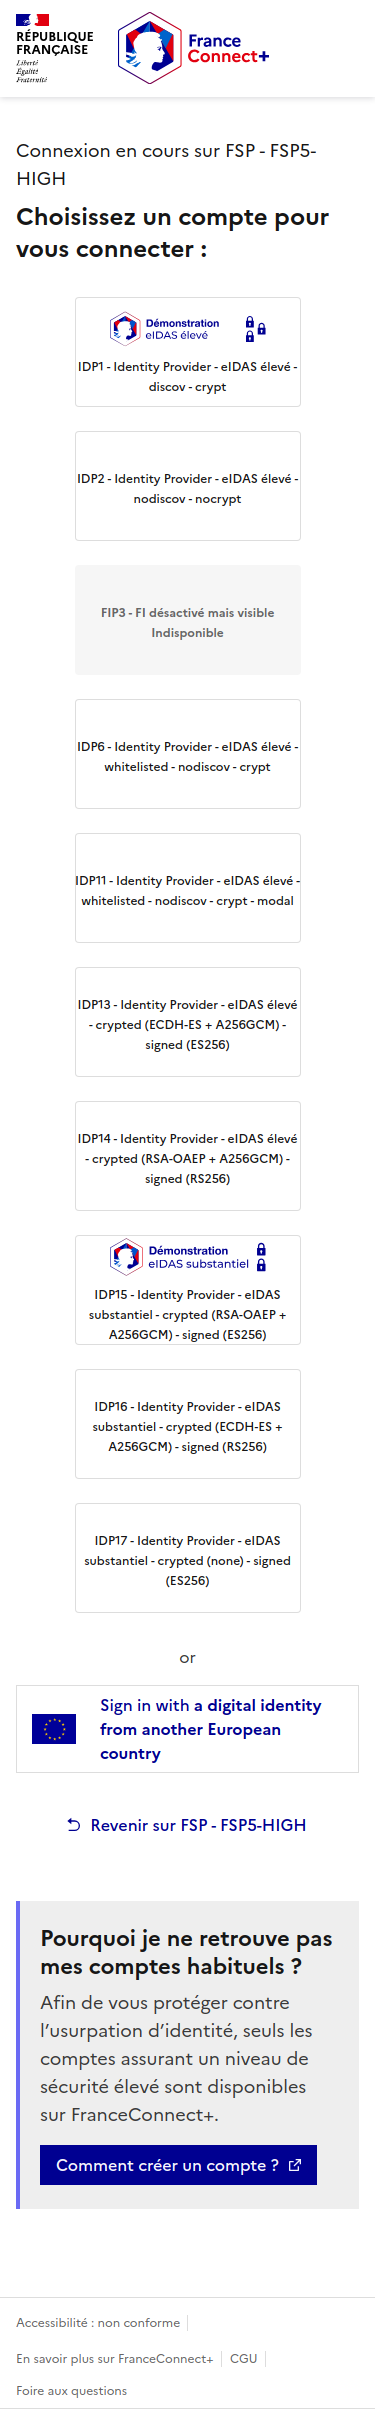 RÉPUBLIQUE
FRANÇAISE
Liberté
Égalité
Fraternité
France
Connect+
Connexion en cours sur FSP - FSP5-
HIGH
Choisissez un compte pour
vous connecter :
Démonstration
eIDAS élevé
IDP1 - Identity Provider - eIDAS élevé -
discov - crypt
IDP2 - Identity Provider - eIDAS élevé -
nodiscov - nocrypt
FIP3 - FI désactivé mais visible
Indisponible
IDP6 - Identity Provider - eIDAS élevé -
whitelisted - nodiscov - crypt
IDP11 - Identity Provider - eIDAS élevé -
whitelisted - nodiscov - crypt - modal
IDP13 - Identity Provider - eIDAS élevé
- crypted (ECDH-ES + A256GCM) -
signed (ES256)
IDP14 - Identity Provider - eIDAS élevé
- crypted (RSA-OAEP + A256GCM) -
signed (RS256)
Démonstration
eIDAS substantiel
IDP15 - Identity Provider - eIDAS
substantiel - crypted (RSA-OAEP +
A256GCM) - signed (ES256)
IDP16 - Identity Provider - eIDAS
substantiel - crypted (ECDH-ES +
A256GCM) - signed (RS256)
IDP17 - Identity Provider - eIDAS
substantiel - crypted (none) - signed
(ES256)
or
Sign in with a digital identity
from another European
country
Revenir sur FSP - FSP5-HIGH
Pourquoi je ne retrouve pas
mes comptes habituels ?
Afin de vous protéger contre
l’usurpation d’identité, seuls les
comptes assurant un niveau de
sécurité élevé sont disponibles
sur FranceConnect+.
Comment créer un compte ?
Accessibilité : non conforme
En savoir plus sur FranceConnect+ CGU
Foire aux questions